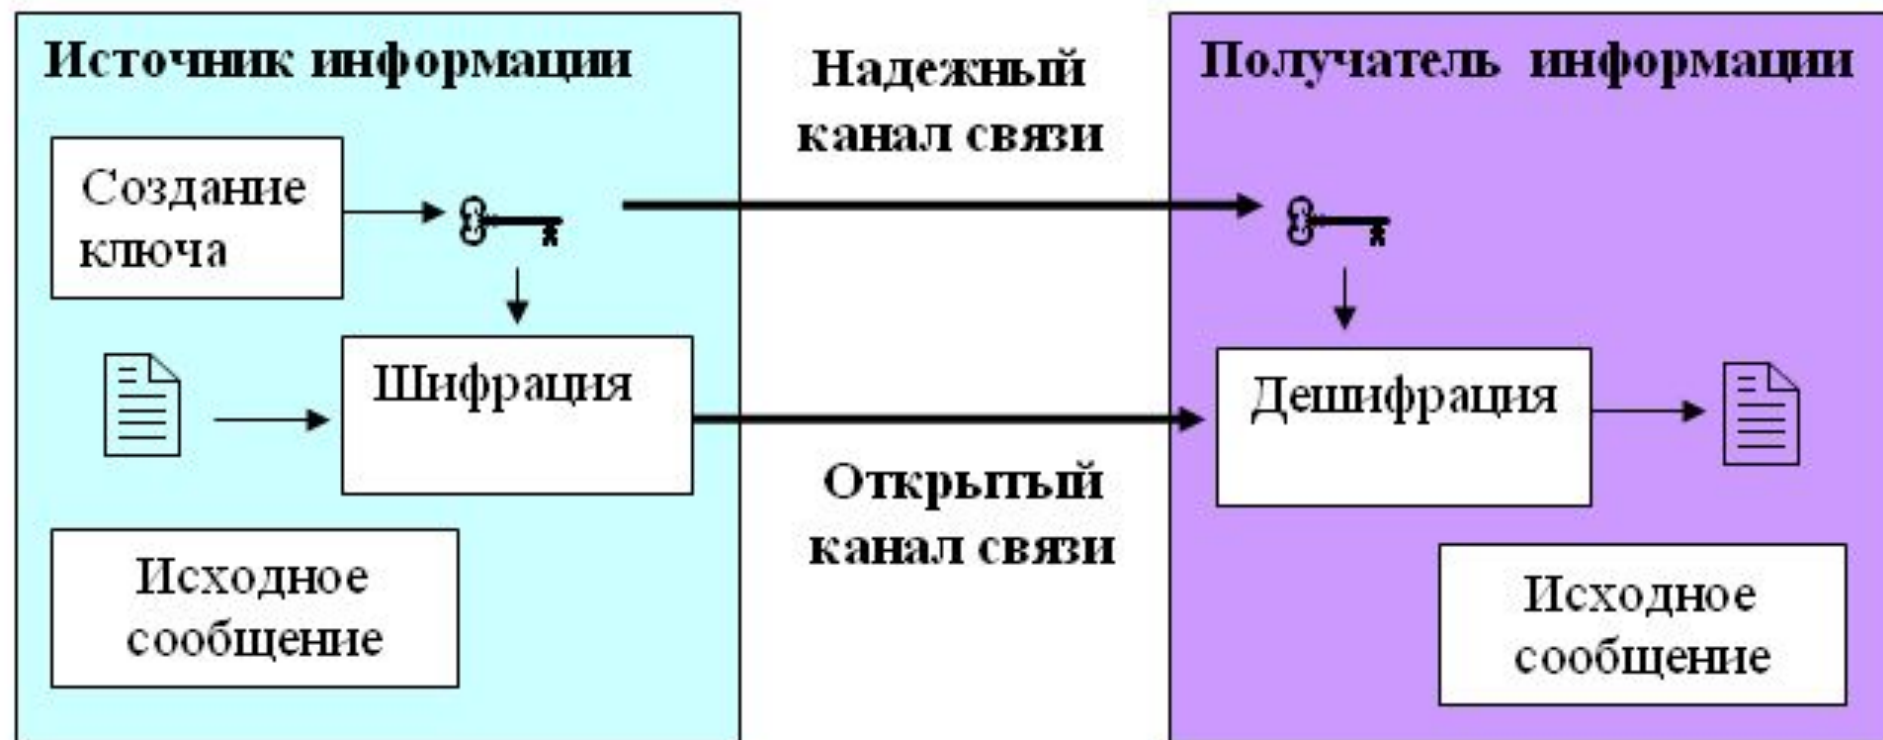 Источник информации
Надежный
канал связи
Получатель информации
Создание
ключа
Шифрация
Дешифрация
Открытый
канал связи
Исходное
сообщение
Исходное
сообщение